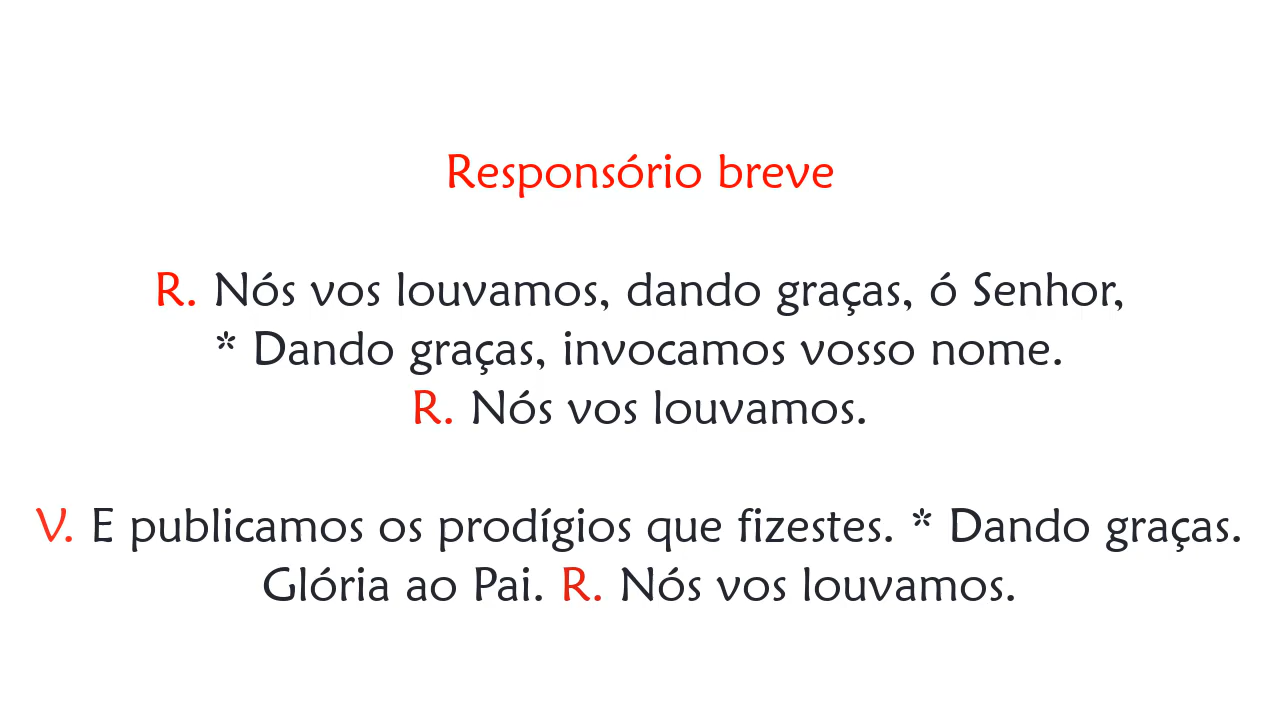 Responsório breve
R. Nós vos louvamos, dando graças, ó Senhor,
* Dando graças, invocamos vosso nome.
R. Nós vos louvamos.
V. E publicamos os prodígios que fizestes. * Dando graças.
Glória ao Pai. R. Nós vos louvamos.